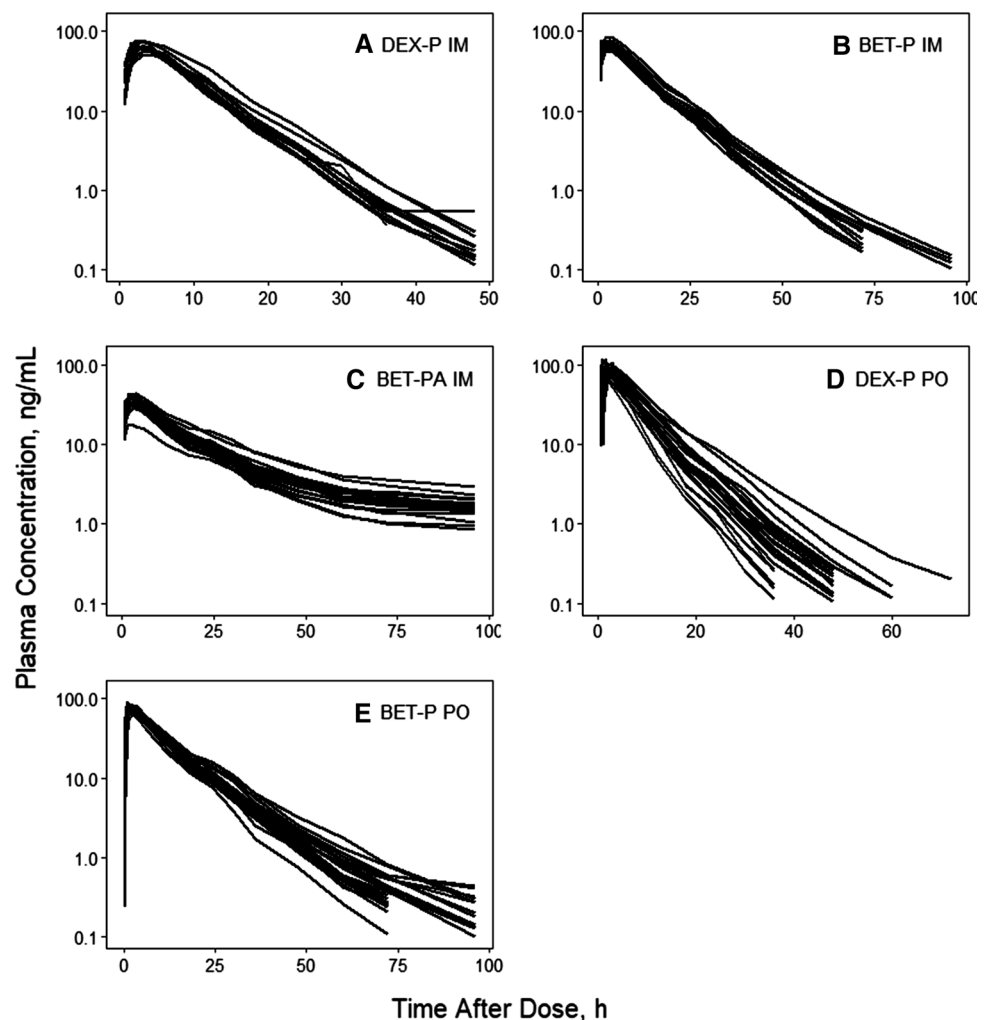 A DEX-P IM
100.0
10.0
1.0
0.1
0 10 20 30 40 50
B BET-P IM
100.0
10.0
1.0
0.1
0 25 50 75 100
C BET-PA IM
100.0
10.0
1.0
0.1
0 25 50 75 100
D DEX-P PO
100.0
10.0
1.0
0.1
0 20 40 60
E BET-P PO
100.0
10.0
1.0
0.1
0 25 50 75 100
Plasma Concentration, ng/mL
Time After Dose, h